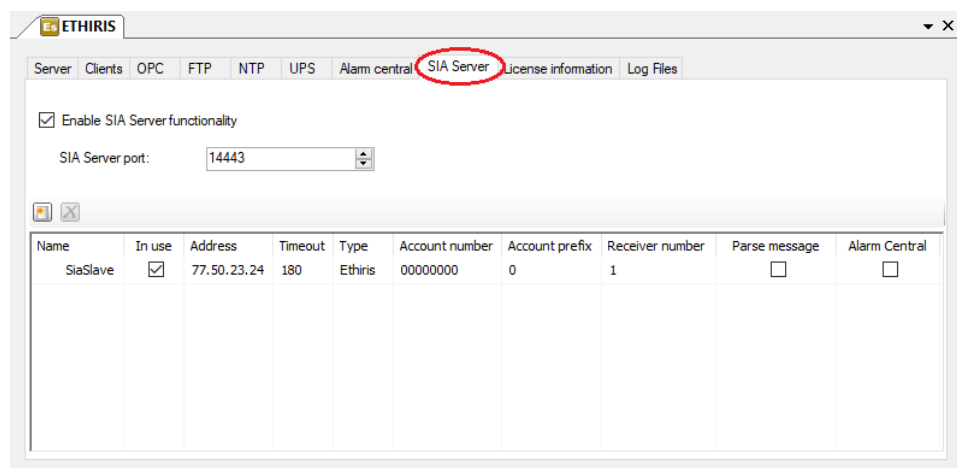 Es ETHIRIS
Server Clients OPC FTP NTP UPS Alarm central SIA Server License information Log Files
Enable SIA Server functionality
SIA Server port: 14443
Name In use Address Timeout Type Account number Account prefix Receiver number Parse message Alarm Central
SiaSlave 77.50.23.24 180 Ethiris 00000000 0 1